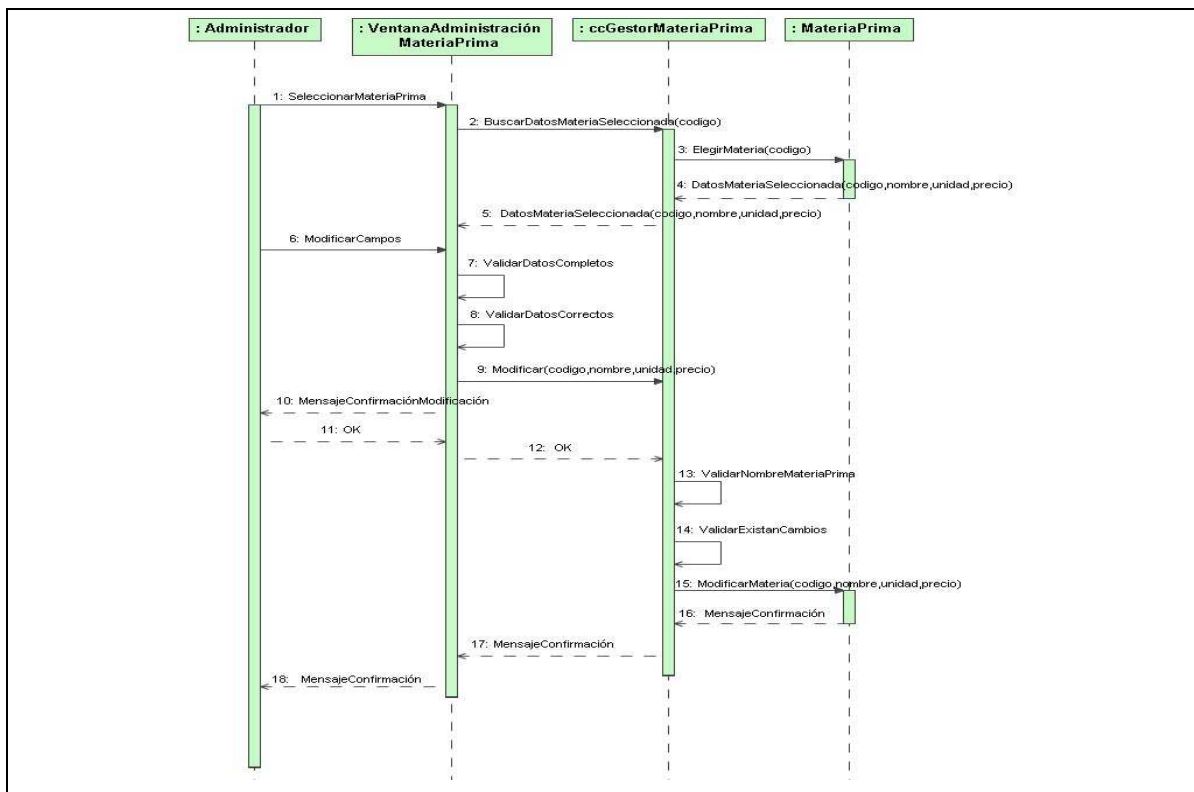 : Administrador
: VentanaAdministración
MateriaPrima
: ccGestorMateriaPrima
: MateriaPrima
1: SeleccionarMateriaPrima
2: BuscarDatosMateriaSeleccionada(codigo)
3: ElegirMateria(codigo)
4: DatosMateriaSeleccionada(codigo,nombre,unidad,precio)
5: DatosMateriaSeleccionada(codigo,nombre,unidad,precio)
6: ModificarCampos
7: ValidarDatosCompletos
8: ValidarDatosCorrectos
9: Modificar(codigo,nombre,unidad,precio)
10: MensajeConfirmaciónModificación
11: OK
12: OK
13: ValidarNombreMateriaPrima
14: ValidarExistanCambios
15: ModificarMateria(codigo,nombre,unidad,precio)
16: MensajeConfirmación
17: MensajeConfirmación
18: MensajeConfirmación